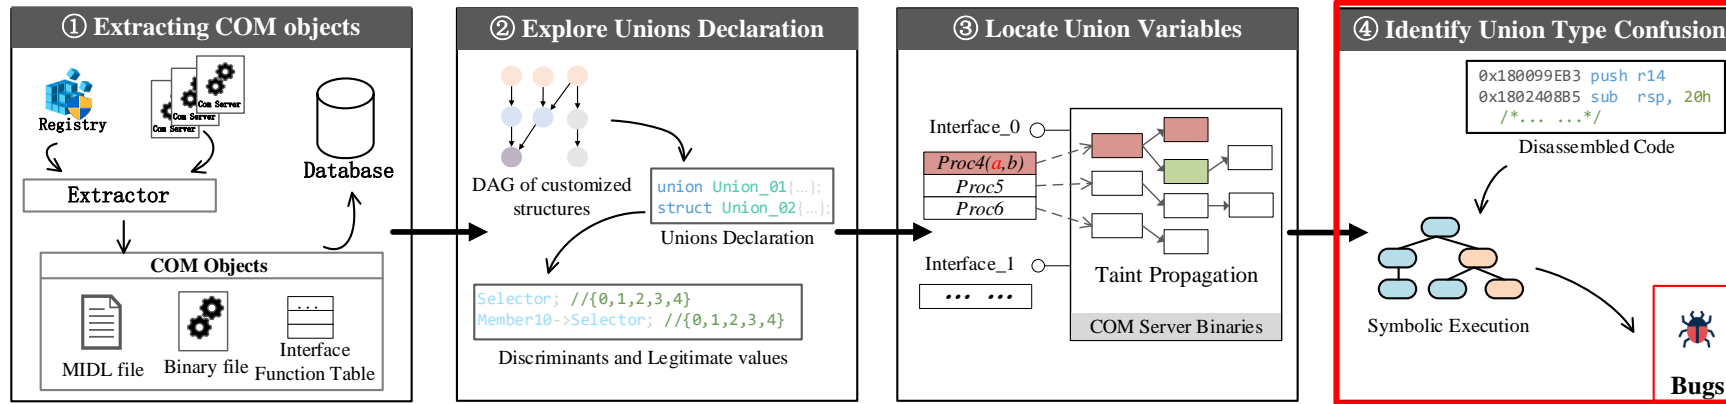 ① Extracting COM objects
Registry
Com Server
Com Server
Database
Extractor
COM Objects
...
MIDL file
Binary file
Interface
Function Table
② Explore Unions Declaration
DAG of customized
structures
union Union_01{…};
struct Union_02{…};
Unions Declaration
Selector; //{0,1,2,3,4}
Member10->Selector; //{0,1,2,3,4}
Discriminants and Legitimate values
③ Locate Union Variables
Interface_0
Proc4(a,b)
Proc5
Proc6
Interface_1
... ...
Taint Propagation
COM Server Binaries
④ Identify Union Type Confusion
0x180099EB3 push r14
0x1802408B5 sub rsp, 20h
/*... ...*/
Disassembled Code
Symbolic Execution
Bugs